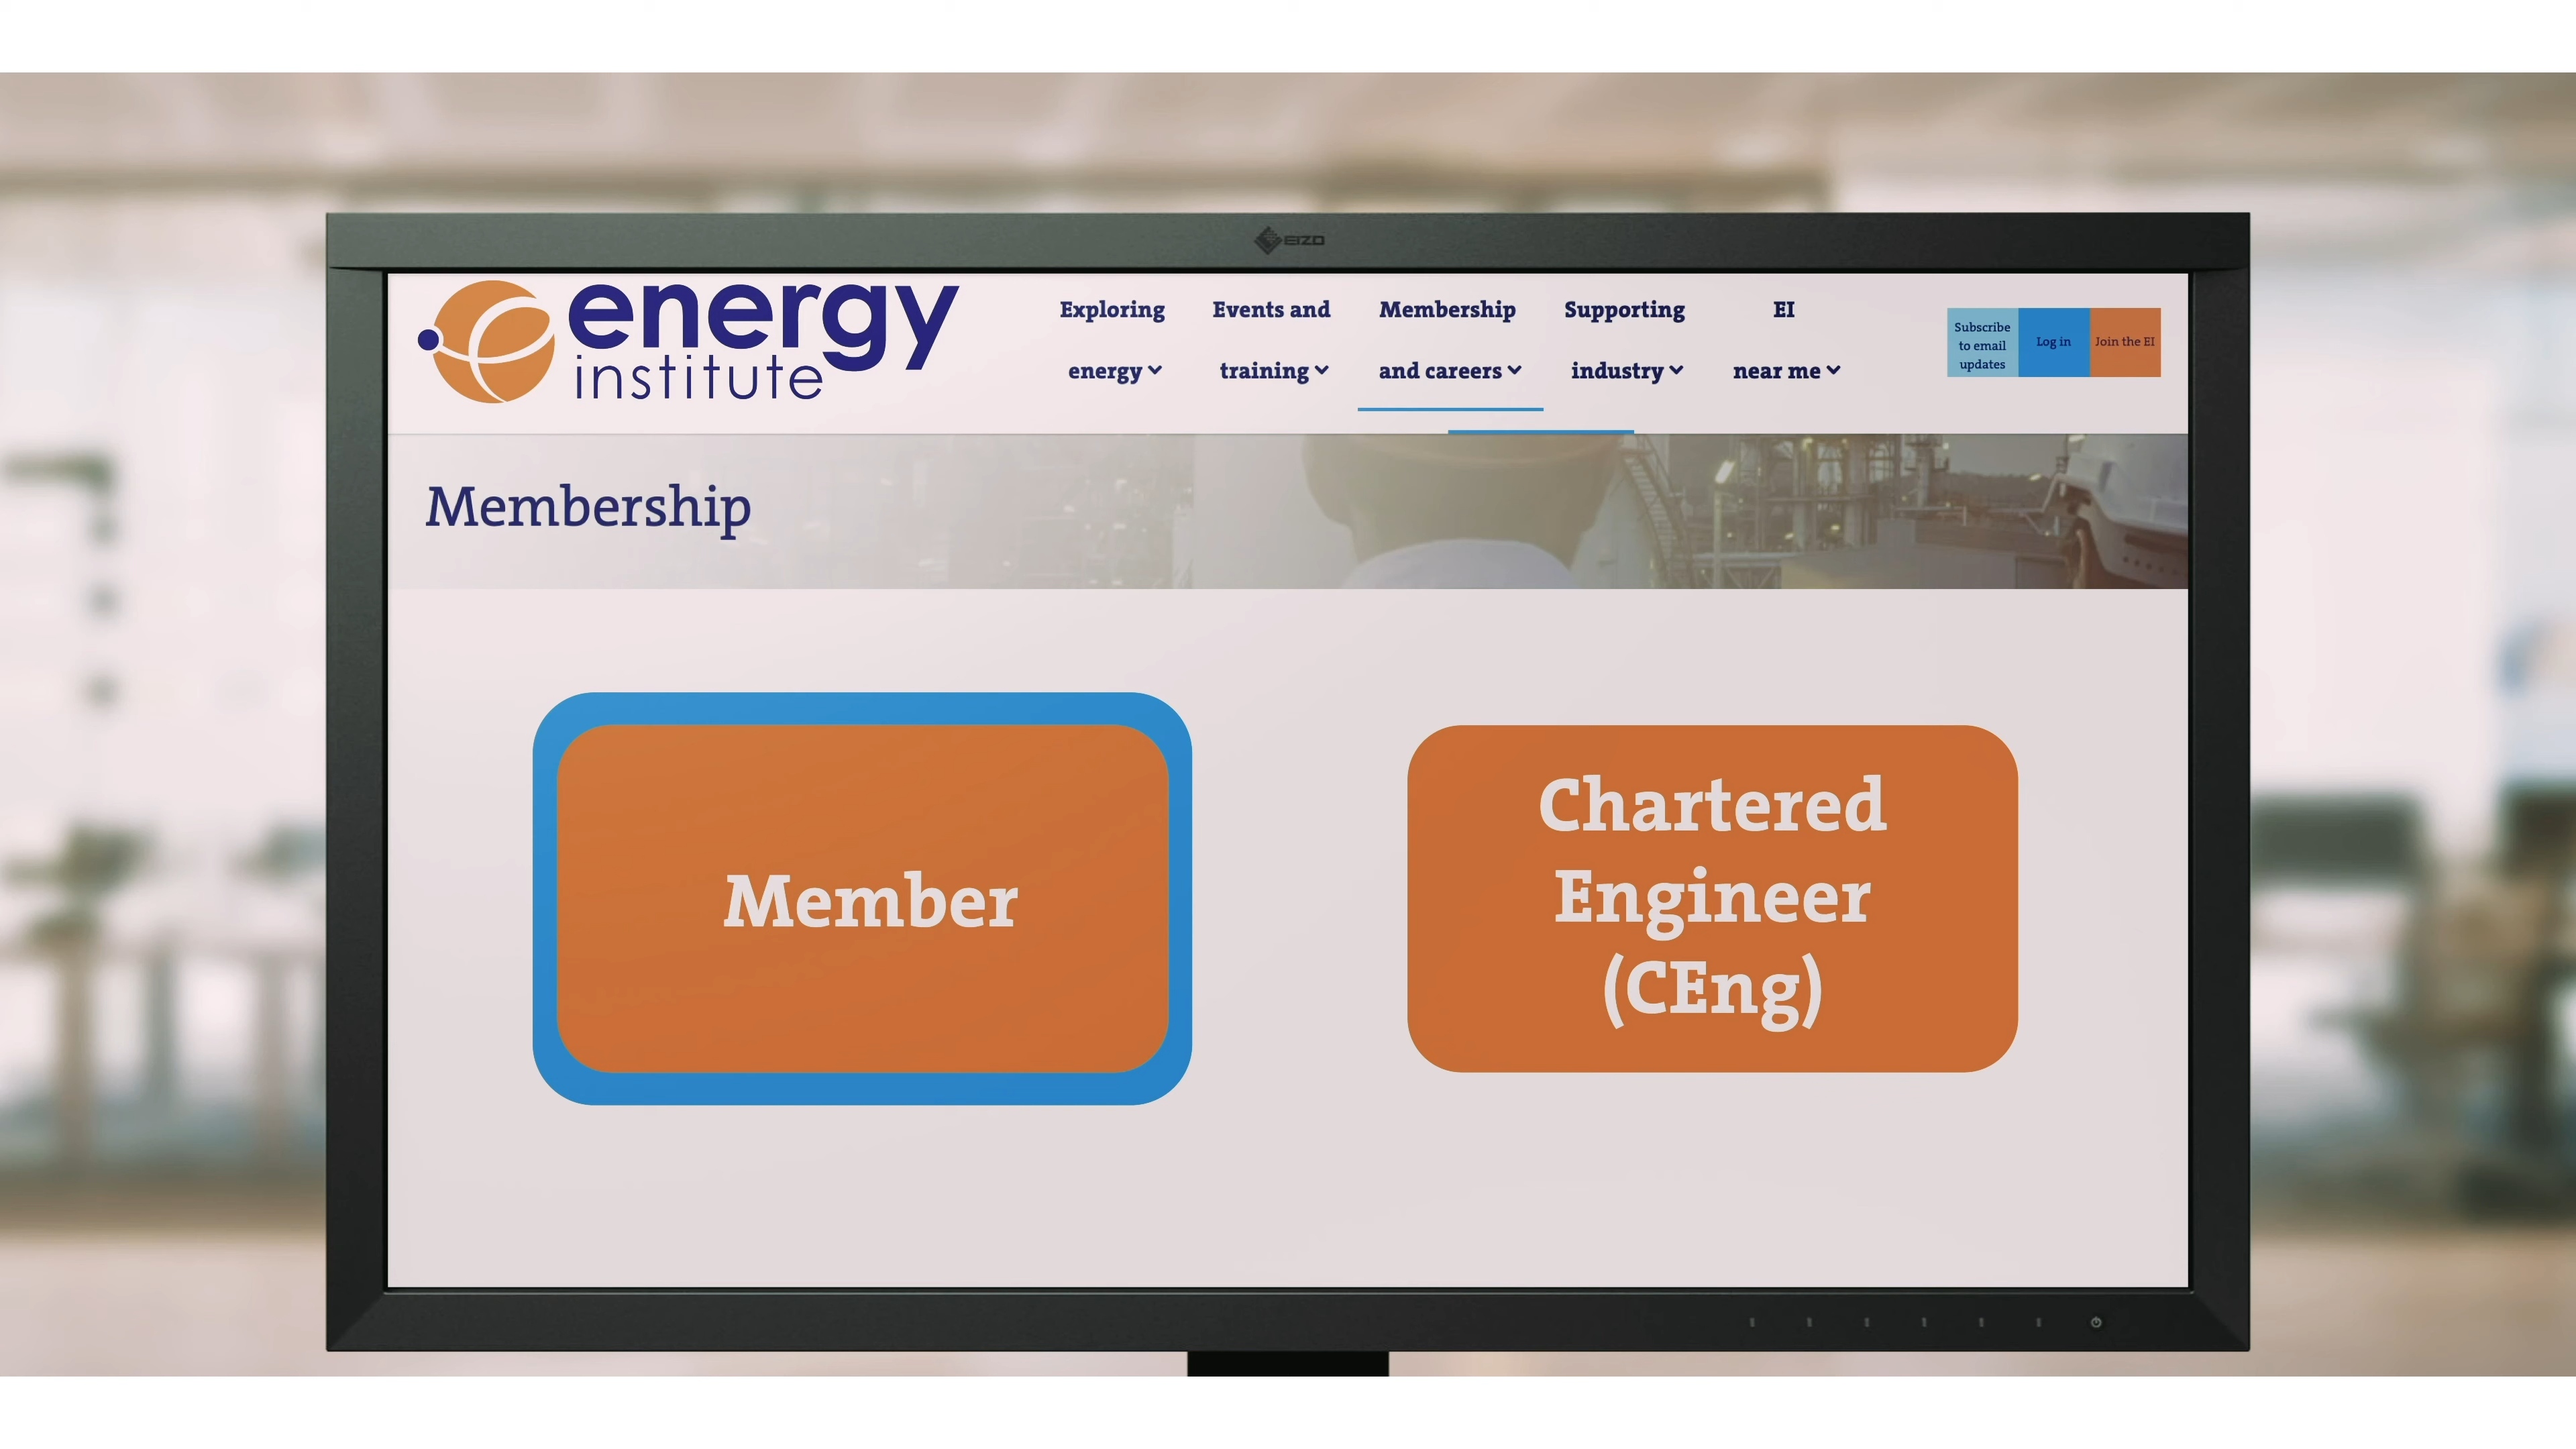 EIZO
energy
institute
Exploring
energy
Events and
training
Membership
and careers
Supporting
industry
EI
near me
Subscribe
to email
updates
Log in
Join the EI
Membership
Member
Chartered
Engineer
(CEng)